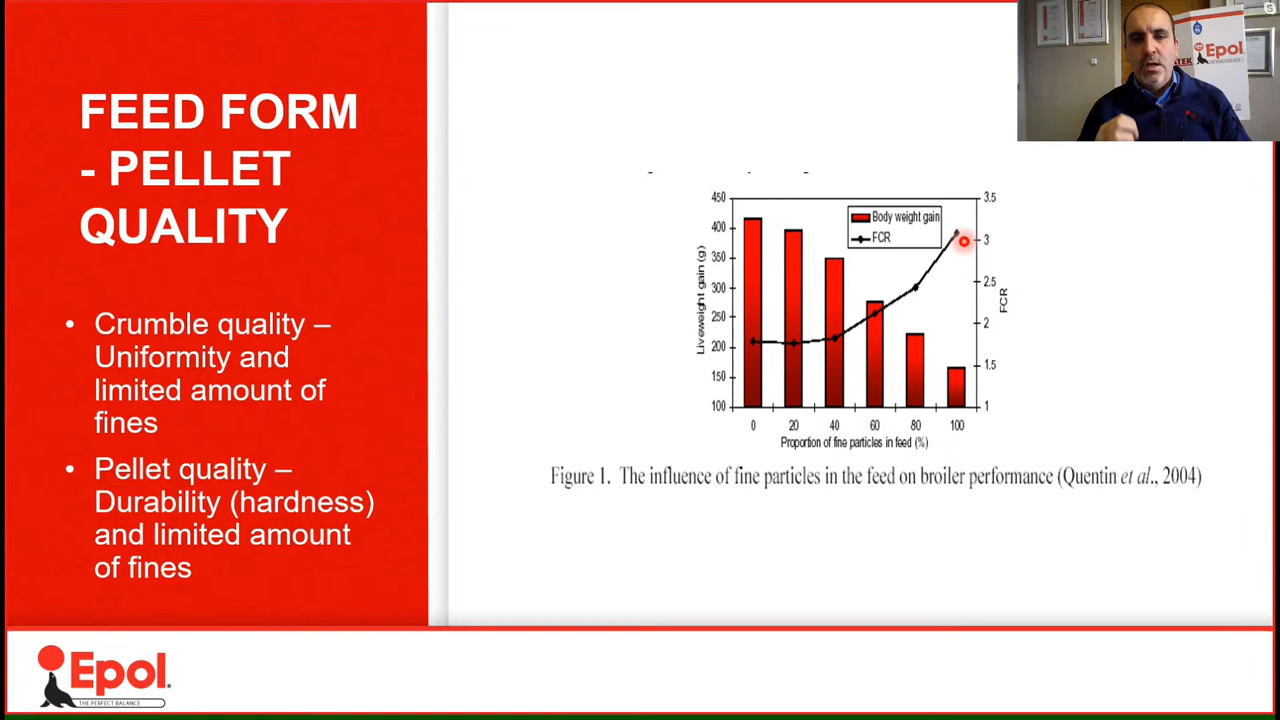 FEED FORM
- PELLET
QUALITY
• Crumble quality –
Uniformity and
limited amount of
fines
• Pellet quality –
Durability (hardness)
and limited amount
of fines
450
400
350
300
250
200
150
100
Liveweight gain (g)
Body weight gain
FCR
3.5
3
2.5
2
1.5
1
FCR
0 20 40 60 80 100
Proportion of fine particles in feed (%)
Figure 1. The influence of fine particles in the feed on broiler performance (Quentin et al., 2004)
Epol
Epol
THE PERFECT BALANCE